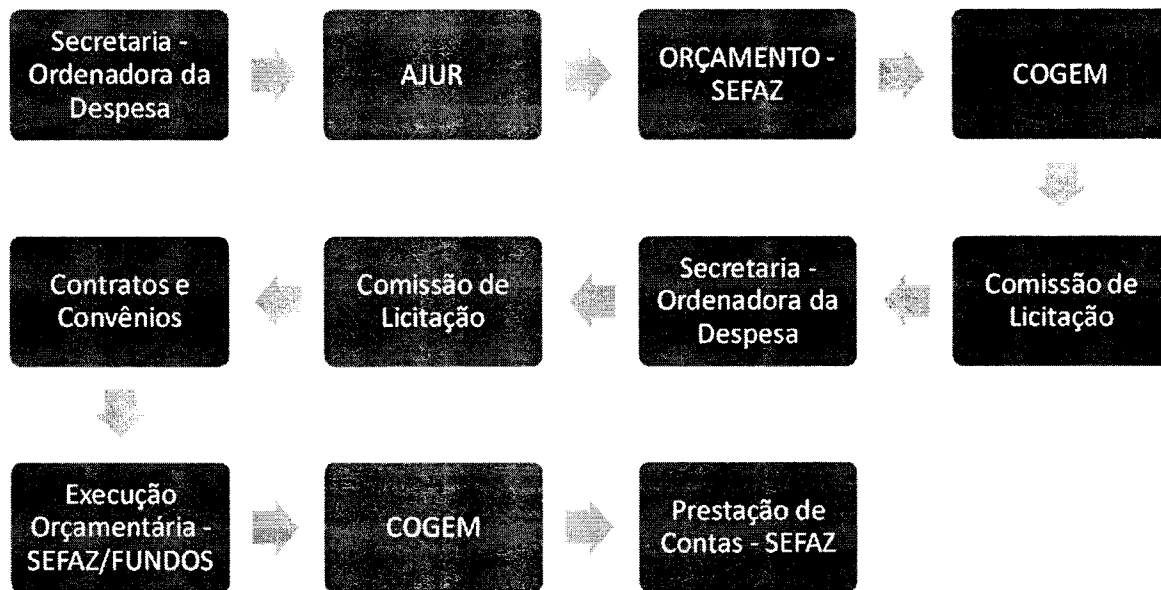 Secretaria -
Ordenadora da
Despesa
AJUR
ORÇAMENTO -
SEFAZ
COGEM
Comissão de
Licitação
Secretaria -
Ordenadora da
Despesa
Comissão de
Licitação
Contratos e
Convênios
Execução
Orçamentária -
SEFAZ/FUNDOS
COGEM
Prestação de
Contas - SEFAZ